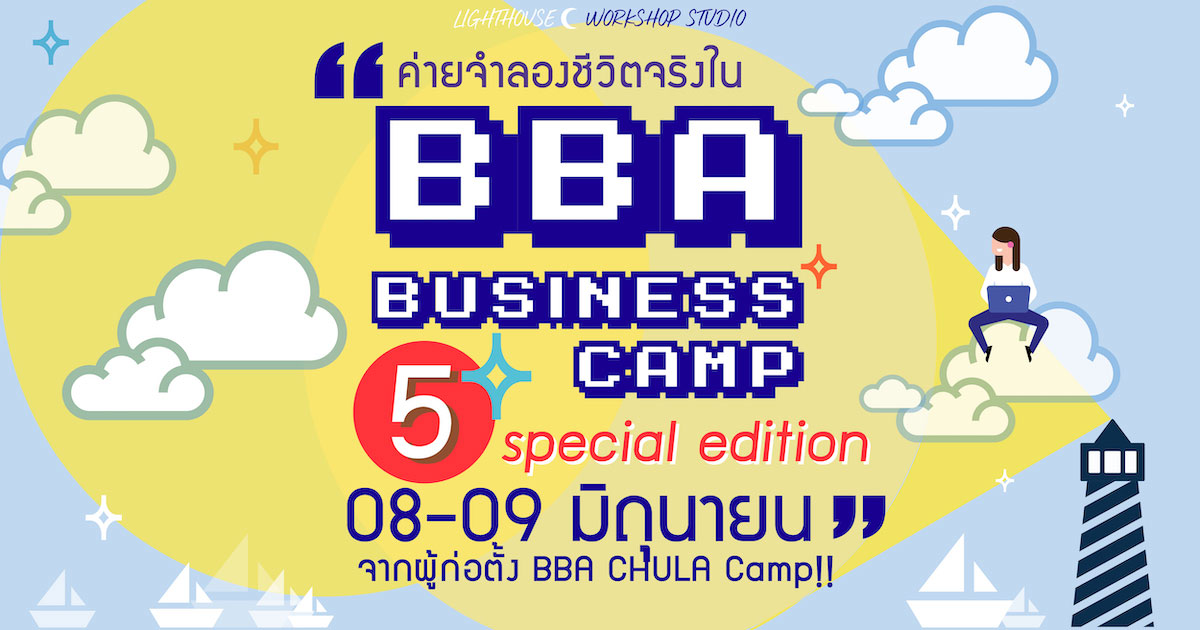 LIGHTHOUSE WORKSHOP STUDIO
“ค่ายจำลองชีวิตจริงใน
BBA
BUSINESS
CAMP
5 special edition
08-09 มิถุนายน”
จากผู้ก่อตั้ง BBA CHULA Camp!!